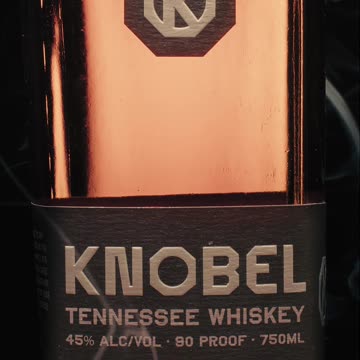 K
KNOBEL
TENNESSEE WHISKEY
45% ALC/VOL · 90 PROOF · 750ML